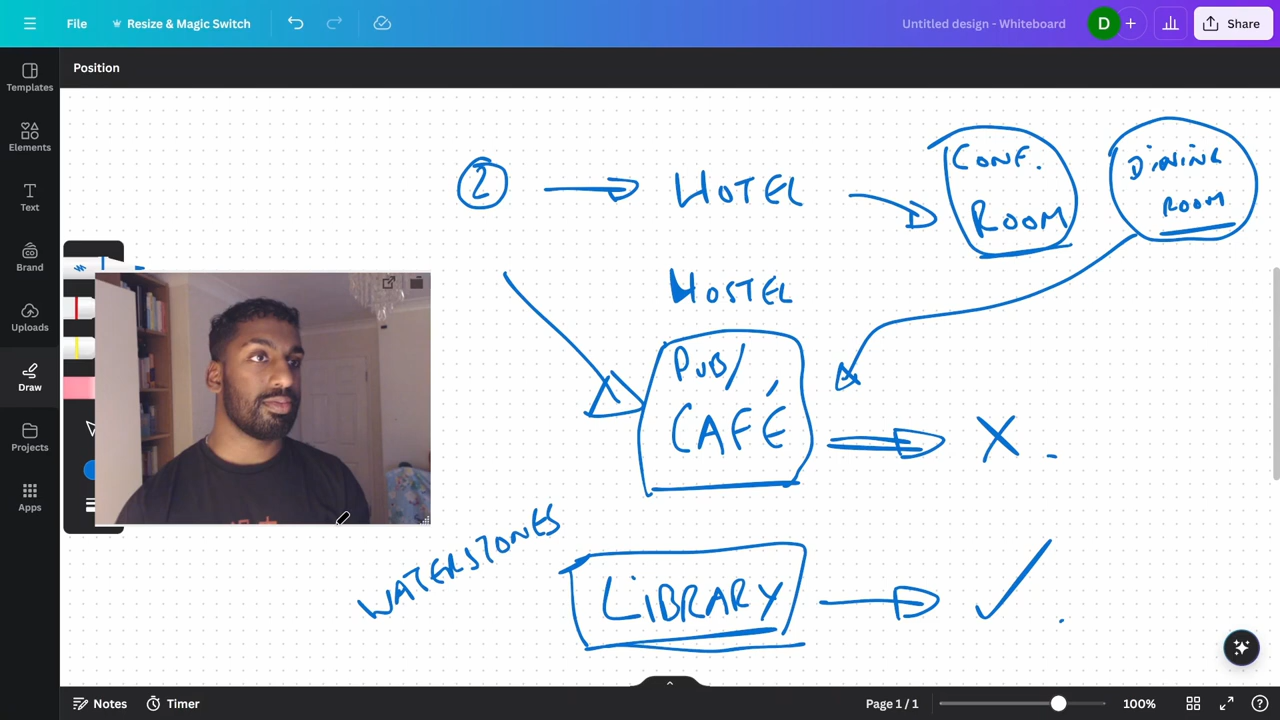 File
Resize & Magic Switch
Untitled design - Whiteboard
D
+
Share
Position
Templates
Elements
Text
Brand
Uploads
Draw
Projects
Apps
2
HOTEL
CONF.
ROOM
DINING
ROOM
HOSTEL
PUB/
CAFÉ
X
WATERSTONES
LIBRARY
Notes
Timer
Page 1 / 1
100%
?